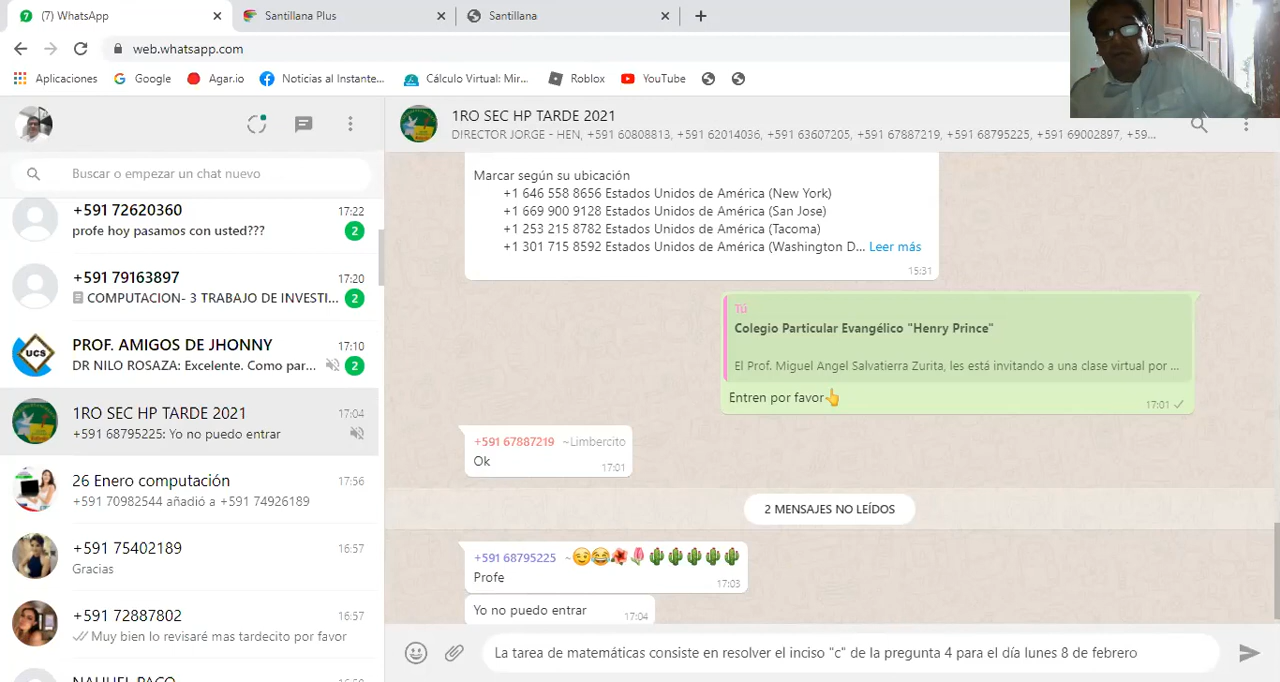 (7) WhatsApp
Santillana Plus
Santillana
web.whatsapp.com
Aplicaciones
Google
Agar.io
Noticias al Instante...
Cálculo Virtual: Mir...
Roblox
YouTube
Buscar o empezar un chat nuevo
+591 72620360
17:22
profe hoy pasamos con usted???
2
+591 79163897
17:20
COMPUTACION- 3 TRABAJO DE INVESTI...
2
PROF. AMIGOS DE JHONNY
17:10
DR NILO ROSAZA: Excelente. Como par...
2
UCS
1RO SEC HP TARDE 2021
17:04
+591 68795225: Yo no puedo entrar
26 Enero computación
17:56
+591 70982544 añadió a +591 74926189
+591 75402189
16:57
Gracias
+591 72887802
16:57
Muy bien lo revisaré mas tardecito por favor
1RO SEC HP TARDE 2021
DIRECTOR JORGE - HEN, +591 60808813, +591 62014036, +591 63607205, +591 67887219, +591 68795225, +591 69002897, +59...
Marcar según su ubicación
+1 646 558 8656 Estados Unidos de América (New York)
+1 669 900 9128 Estados Unidos de América (San Jose)
+1 253 215 8782 Estados Unidos de América (Tacoma)
+1 301 715 8592 Estados Unidos de América (Washington D... Leer más
15:31
Tú
Colegio Particular Evangélico "Henry Prince"
El Prof. Miguel Angel Salvatierra Zurita, les está invitando a una clase virtual por ...
Entren por favor👆
17:01
+591 67887219 ~Limbercito
Ok
17:01
2 MENSAJES NO LEÍDOS
+591 68795225 ~😉😂🌺🌷🌵🌵🌵🌵🌵
Profe
17:03
Yo no puedo entrar
17:04
La tarea de matemáticas consiste en resolver el inciso "c" de la pregunta 4 para el día lunes 8 de febrero